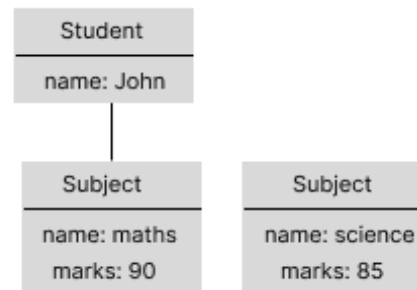 Student
name: John
Subject
name: maths
marks: 90
Subject
name: science
marks: 85